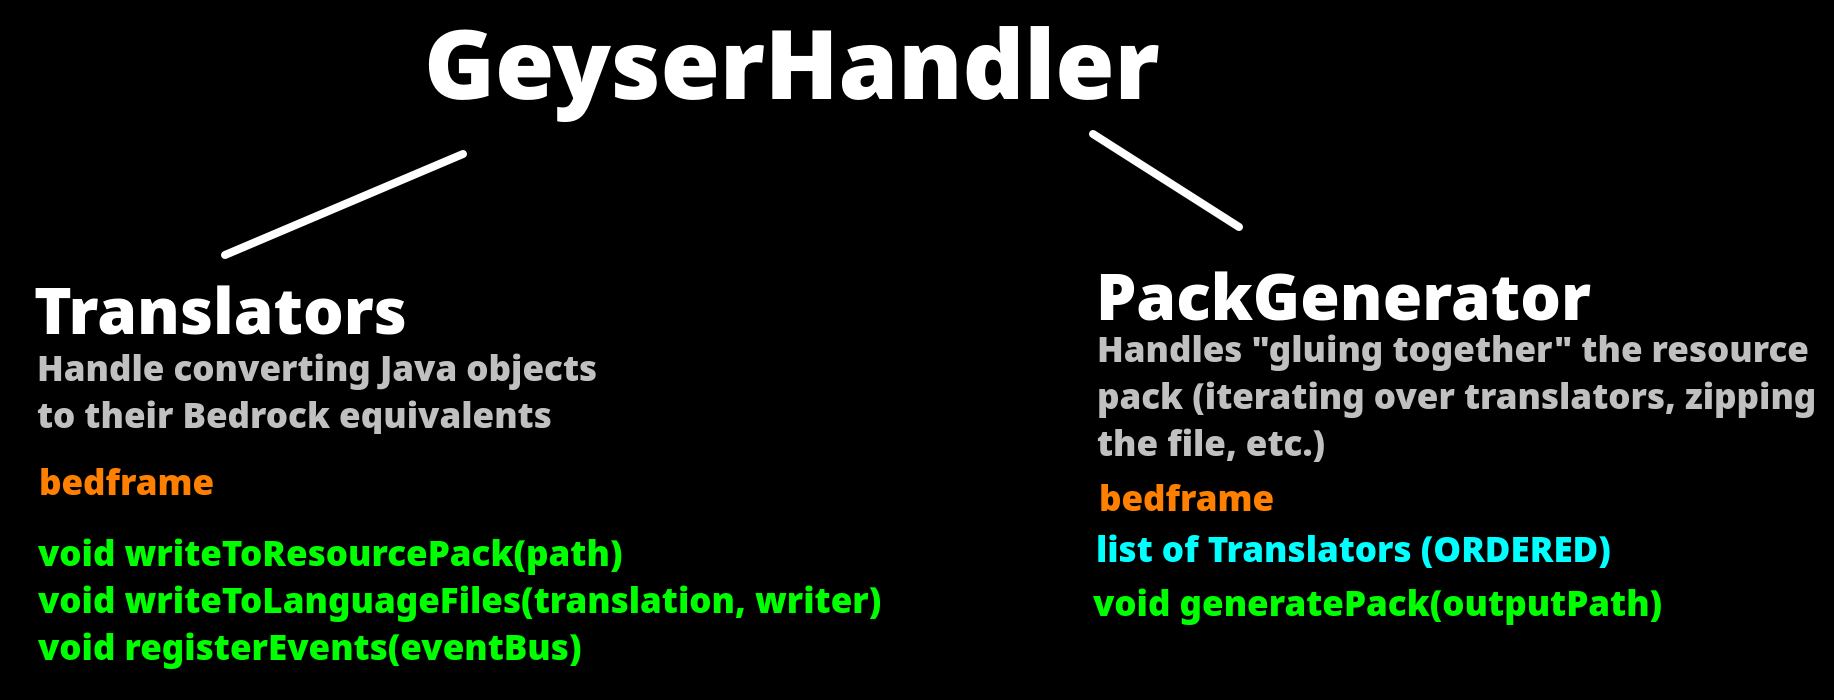 GeyserHandler
Translators
Handle converting Java objects
to their Bedrock equivalents
bedframe
void writeToResourcePack(path)
void writeToLanguageFiles(translation, writer)
void registerEvents(eventBus)
PackGenerator
Handles "gluing together" the resource
pack (iterating over translators, zipping
the file, etc.)
bedframe
list of Translators (ORDERED)
void generatePack(outputPath)